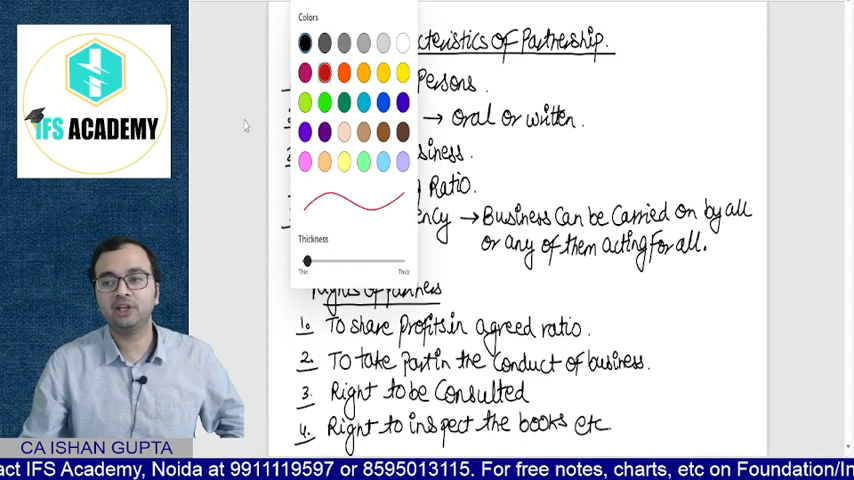 Colors
cteristics of Partnership.
Persons.
→ oral or written.
siness.
Ratio.
ency → Business can be carried on by all
or any of them acting for all.
Thickness
Thin
Thick
Rights of Partners
1. To share profits in agreed ratio.
2. To take part in the conduct of business.
3. Right to be Consulted
4. Right to inspect the books etc.
IFS ACADEMY
CA ISHAN GUPTA
act IFS Academy, Noida at 9911119597 or 8595013115. For free notes, charts, etc on Foundation/In